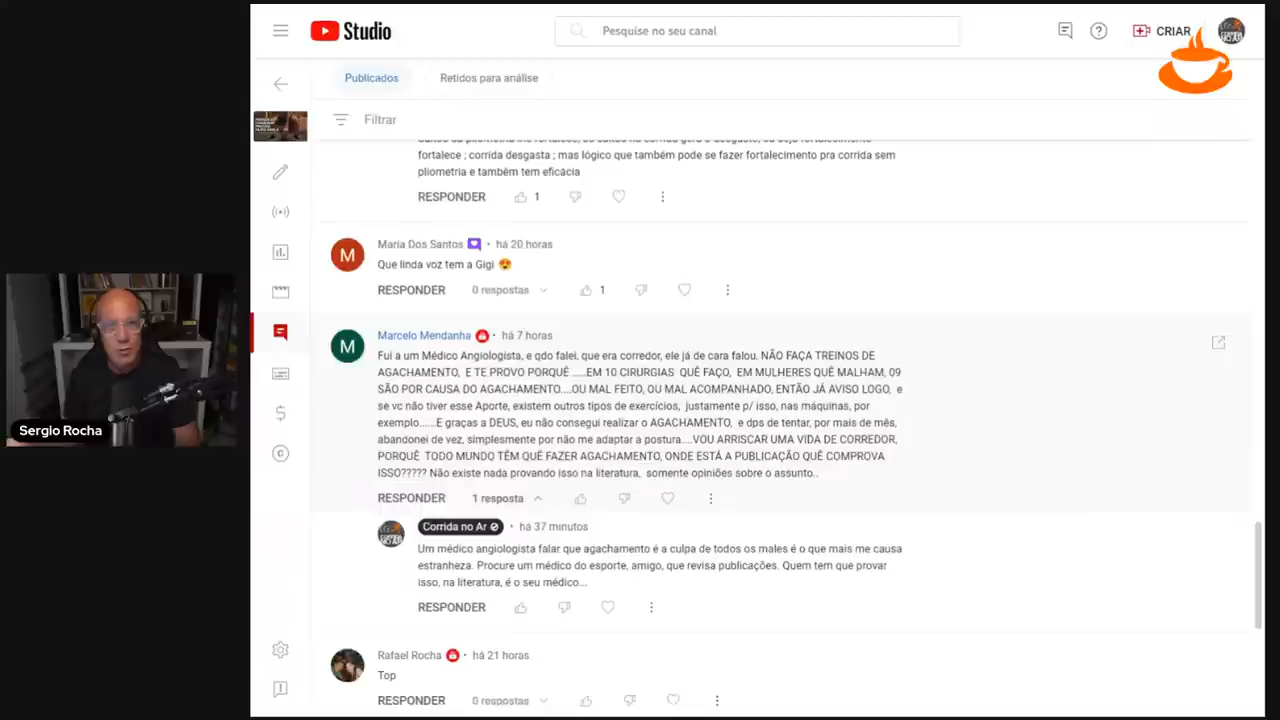 Studio
Pesquise no seu canal
CRIAR
Publicados
Retidos para análise
Filtrar
fortalece ; corrida desgasta ; mas lógico que também pode se fazer fortalecimento pra corrida sem
pliometria e também tem eficácia
RESPONDER 1
M
Maria Dos Santos • há 20 horas
Que linda voz tem a Gigi
RESPONDER 0 respostas 1
M
Marcelo Mendanha • há 7 horas
Fui a um Médico Angiologista, e qdo falei, que era corredor, ele já de cara falou. NÃO FAÇA TREINOS DE
AGACHAMENTO, E TE PROVO PORQUÊ .....EM 10 CIRURGIAS QUÊ FAÇO, EM MULHERES QUÊ MALHAM, 09
SÃO POR CAUSA DO AGACHAMENTO....OU MAL FEITO, OU MAL ACOMPANHADO, ENTÃO JÁ AVISO LOGO, e
se vc não tiver esse Aporte, existem outros tipos de exercícios, justamente p/ isso, nas máquinas, por
exemplo......E graças a DEUS, eu não consegui realizar o AGACHAMENTO, e dps de tentar, por mais de mês,
abandonei de vez, simplesmente por não me adaptar a postura....VOU ARRISCAR UMA VIDA DE CORREDOR,
PORQUÊ TODO MUNDO TÊM QUÊ FAZER AGACHAMENTO, ONDE ESTÁ A PUBLICAÇÃO QUÊ COMPROVA
ISSO????? Não existe nada provando isso na literatura, somente opiniões sobre o assunto..
RESPONDER 1 resposta
Corrida no Ar • há 37 minutos
Um médico angiologista falar que agachamento é a culpa de todos os males é o que mais me causa
estranheza. Procure um médico do esporte, amigo, que revisa publicações. Quem tem que provar
isso, na literatura, é o seu médico...
RESPONDER
Rafael Rocha • há 21 horas
Top
RESPONDER 0 respostas
Sergio Rocha